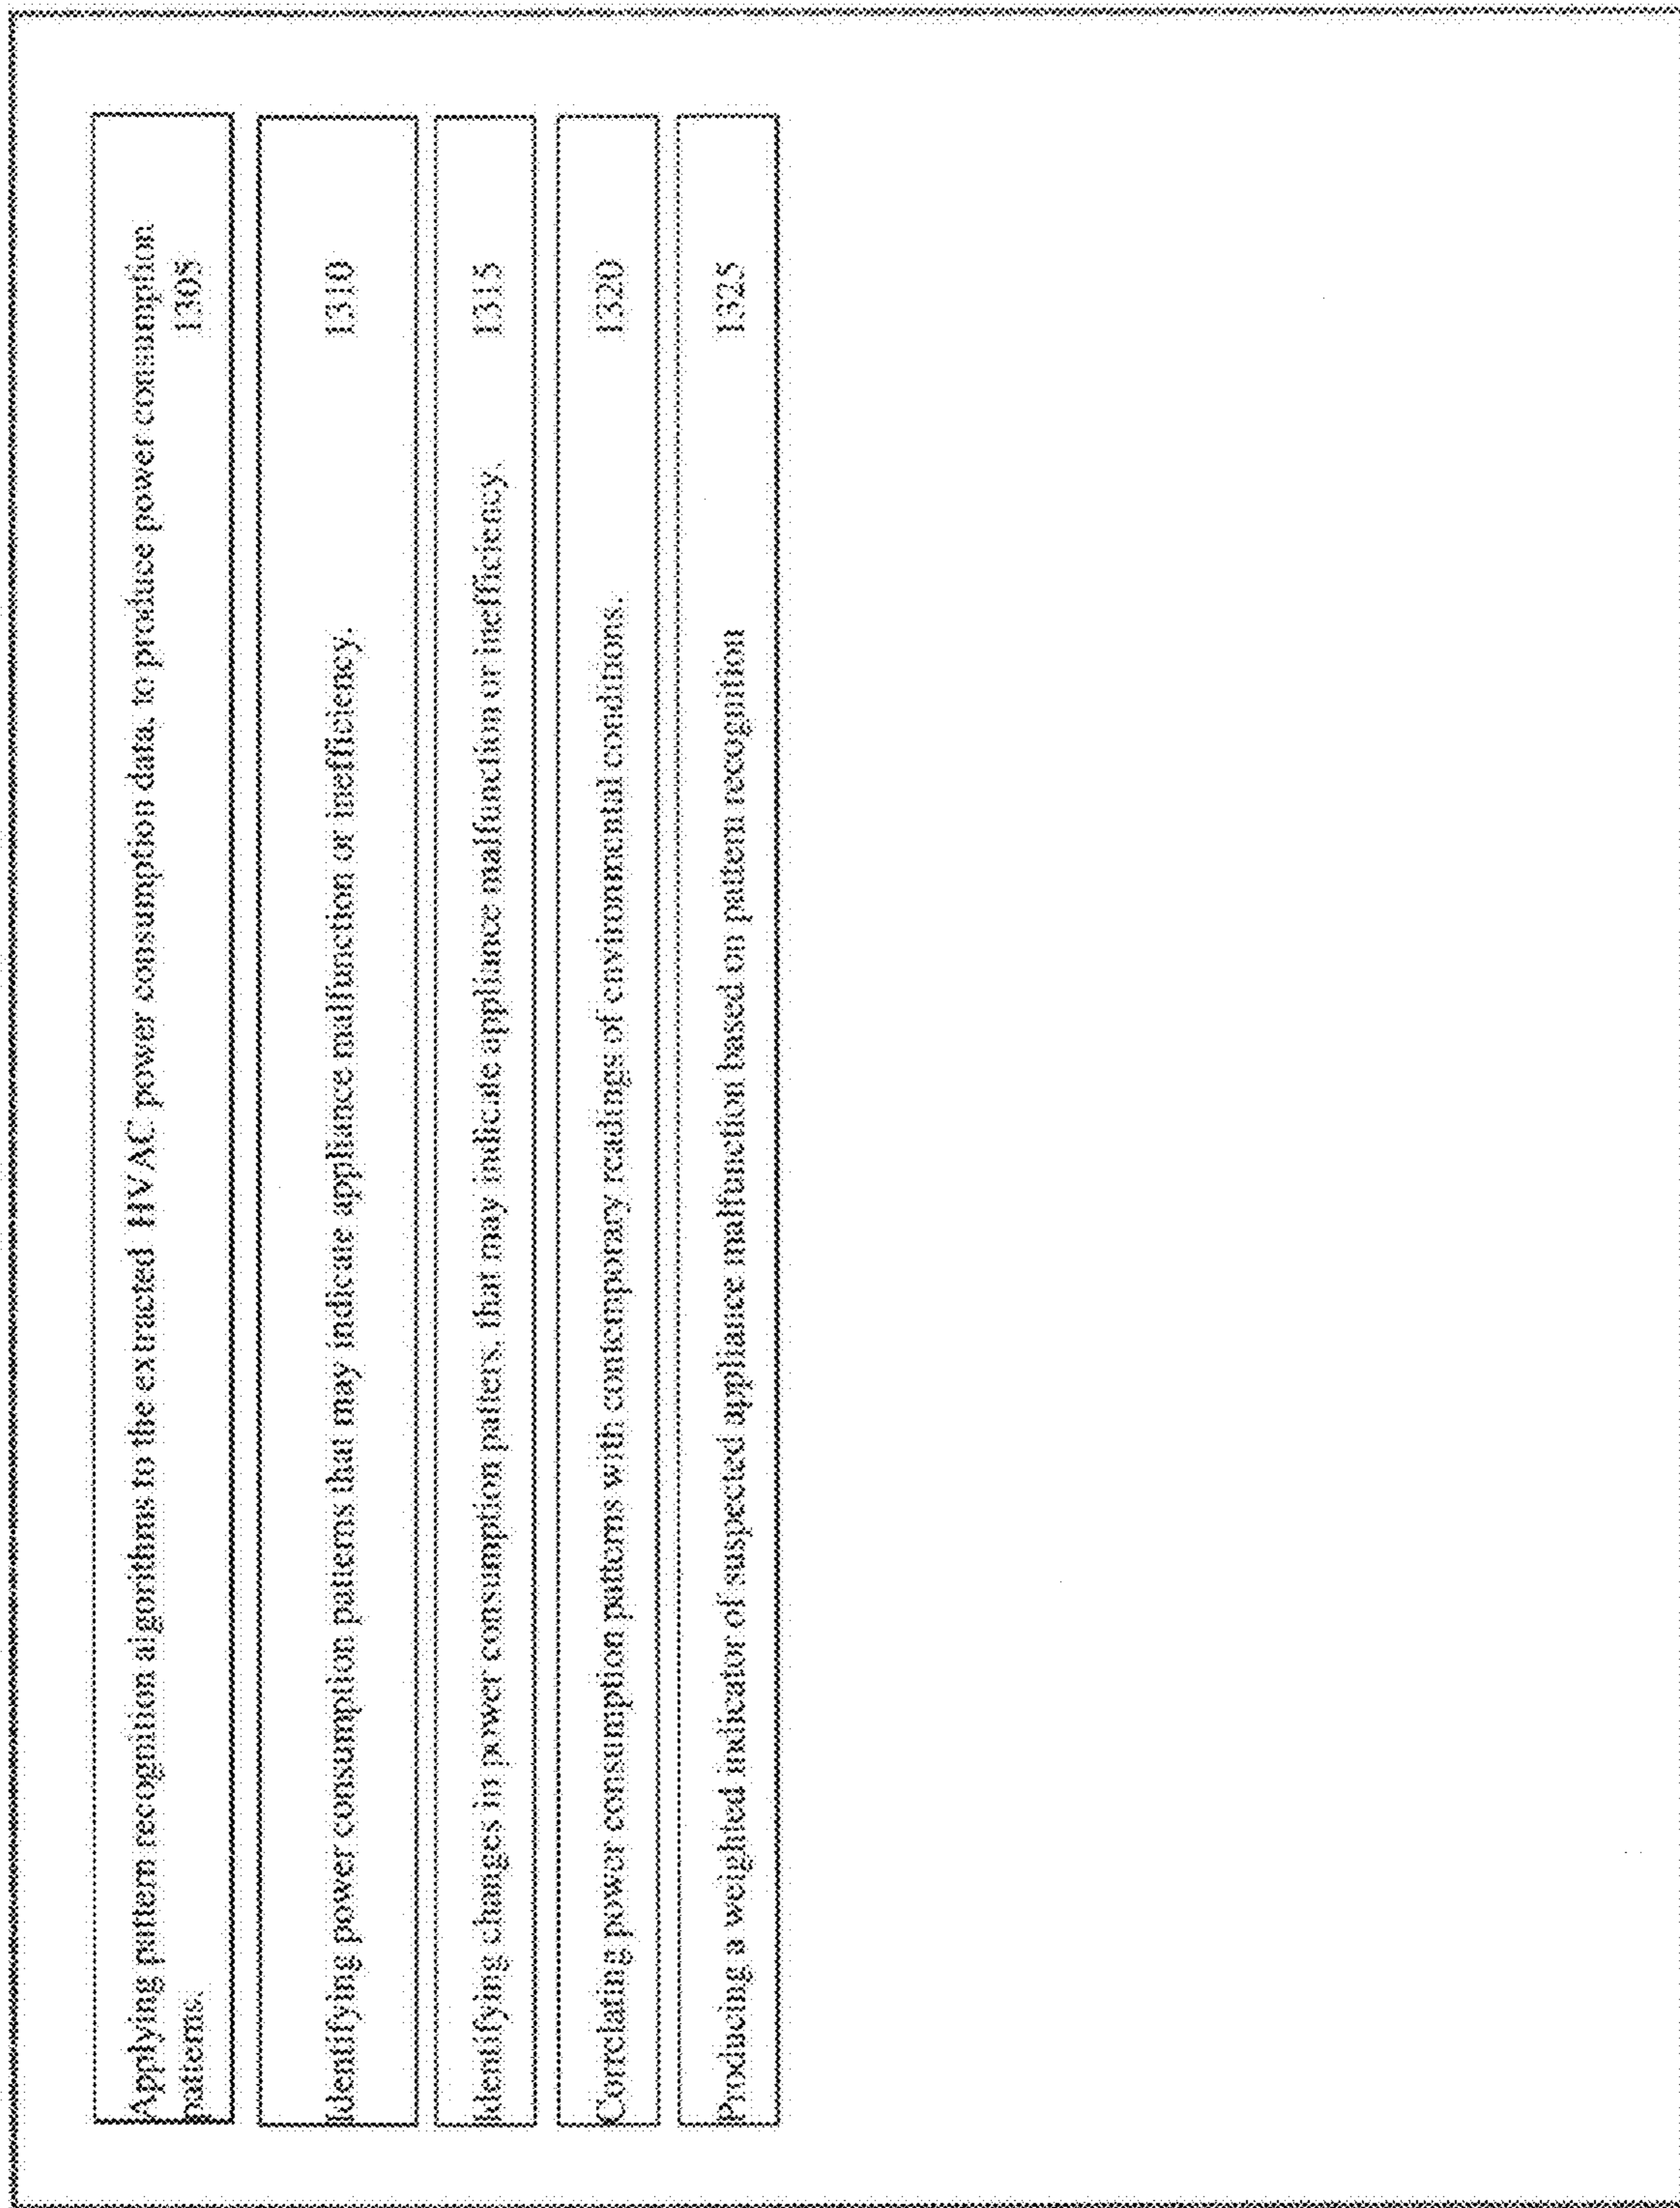 Applying pattern recognition algorithms to the extracted HVAC power consumption data, to produce power consumption
patterns. 1305
Identifying power consumption patterns that may indicate appliance malfunction or inefficiency. 1310
Identifying changes in power consumption patters, that may indicate appliance malfunction or inefficiency. 1315
Correlating power consumption patterns with contemporary readings of environmental conditions. 1320
Producing a weighted indicator of suspected appliance malfunction based on pattern recognition 1325